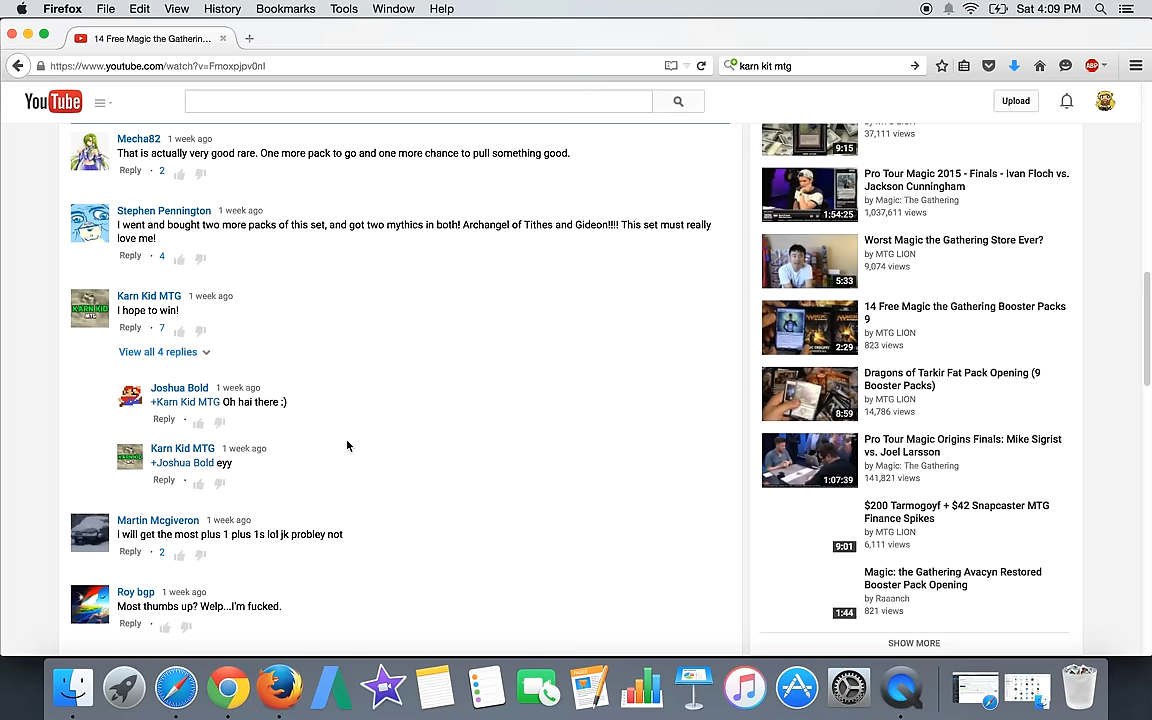 Firefox File Edit View History Bookmarks Tools Window Help Sat 4:09 PM
14 Free Magic the Gatherin...
https://www.youtube.com/watch?v=Fmoxpjpv0nI karn kit mtg ABP
YouTube Upload
Mecha82 1 week ago
That is actually very good rare. One more pack to go and one more chance to pull something good.
Reply · 2
Stephen Pennington 1 week ago
I went and bought two more packs of this set, and got two mythics in both! Archangel of Tithes and Gideon!!!! This set must really
love me!
Reply · 4
KARN KID
MTG
Karn Kid MTG 1 week ago
I hope to win!
Reply · 7
View all 4 replies
Joshua Bold 1 week ago
+Karn Kid MTG Oh hai there :)
Reply ·
Karn Kid MTG 1 week ago
+Joshua Bold eyy
Reply ·
Martin Mcgiveron 1 week ago
I will get the most plus 1 plus 1s lol jk probley not
Reply · 2
Roy bgp 1 week ago
Most thumbs up? Welp...I'm fucked.
Reply ·
by MTG LION
37,111 views
9:15
Pro Tour Magic 2015 - Finals - Ivan Floch vs.
Jackson Cunningham
by Magic: The Gathering
1,037,611 views
1:54:25
Worst Magic the Gathering Store Ever?
by MTG LION
9,074 views
5:33
14 Free Magic the Gathering Booster Packs
9
by MTG LION
823 views
2:29
Dragons of Tarkir Fat Pack Opening (9
Booster Packs)
by MTG LION
14,786 views
8:59
Pro Tour Magic Origins Finals: Mike Sigrist
vs. Joel Larsson
by Magic: The Gathering
141,821 views
1:07:39
$200 Tarmogoyf + $42 Snapcaster MTG
Finance Spikes
by MTG LION
6,111 views
9:01
Magic: the Gathering Avacyn Restored
Booster Pack Opening
by Raaanch
821 views
1:44
SHOW MORE